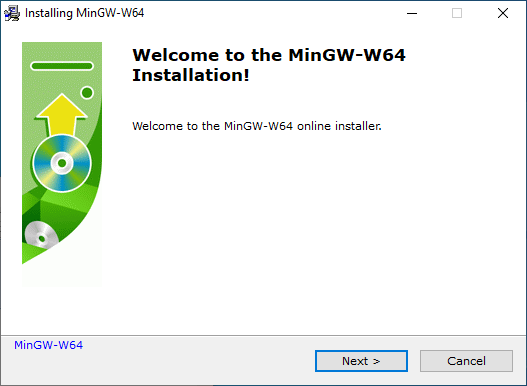 Installing MinGW-W64
Welcome to the MinGW-W64
Installation!
Welcome to the MinGW-W64 online installer.
MinGW-W64
Next >
Cancel